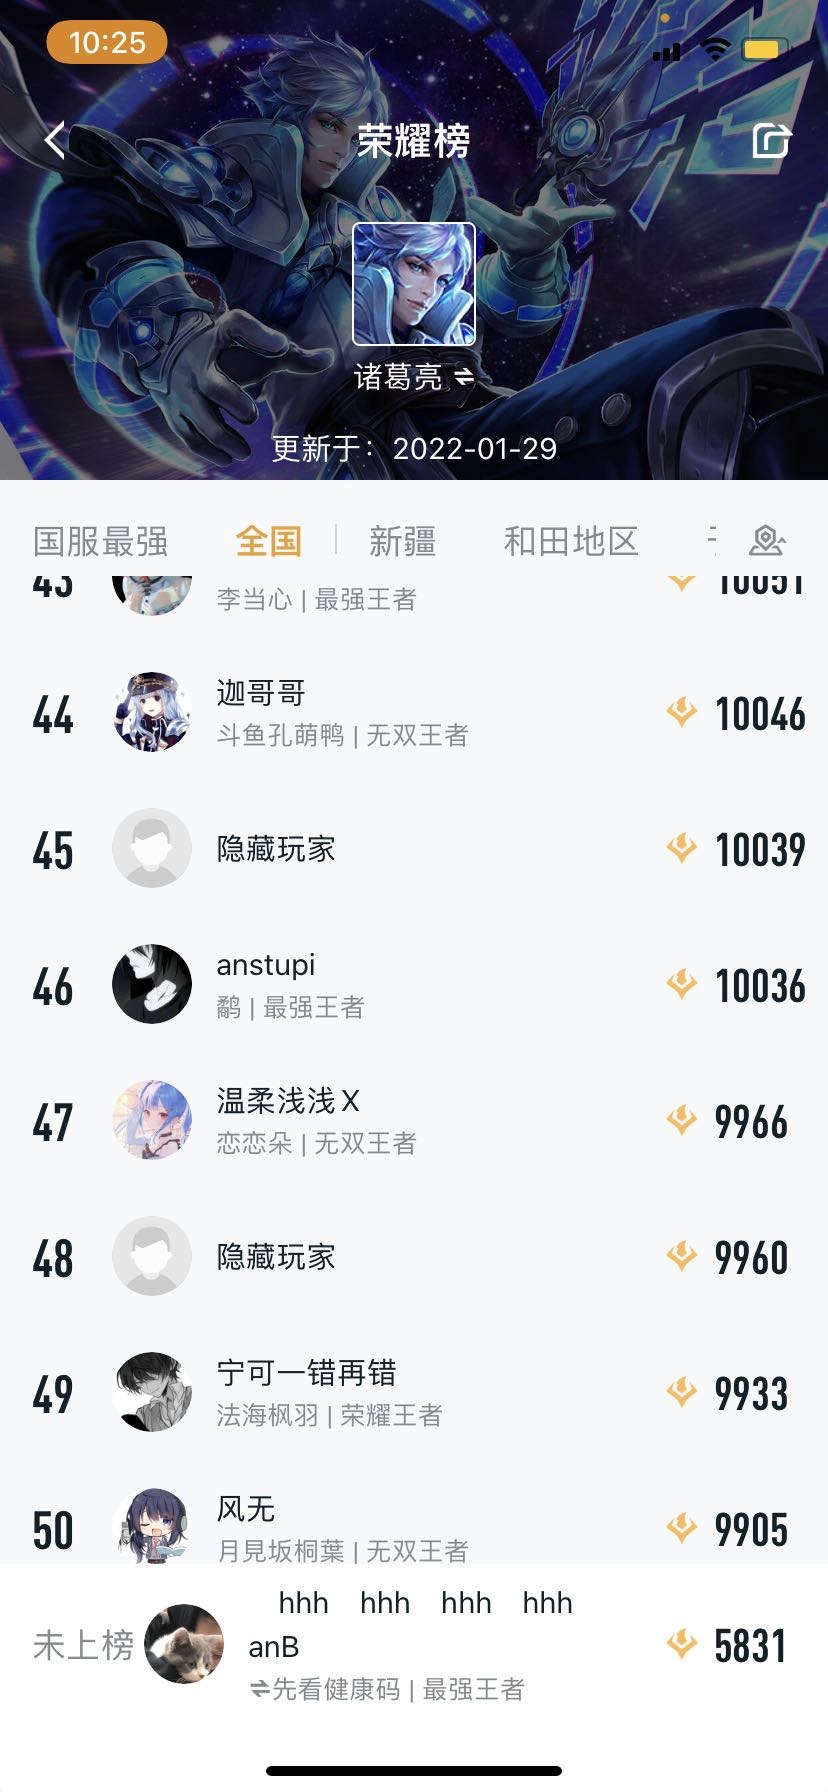 10:25
荣耀榜
诸葛亮
更新于：2022-01-29
国服最强 全国 新疆 和田地区
43 李当心 | 最强王者 10051
44 迦哥哥 10046
斗鱼孔萌鸭 | 无双王者
45 隐藏玩家 10039
46 anstupi 10036
鹬 | 最强王者
47 温柔浅浅X 9966
恋恋朵 | 无双王者
48 隐藏玩家 9960
49 宁可一错再错 9933
法海枫羽 | 荣耀王者
50 风无 9905
月見坂桐葉 | 无双王者
hhh hhh hhh hhh
未上榜 anB 5831
⇌先看健康码 | 最强王者